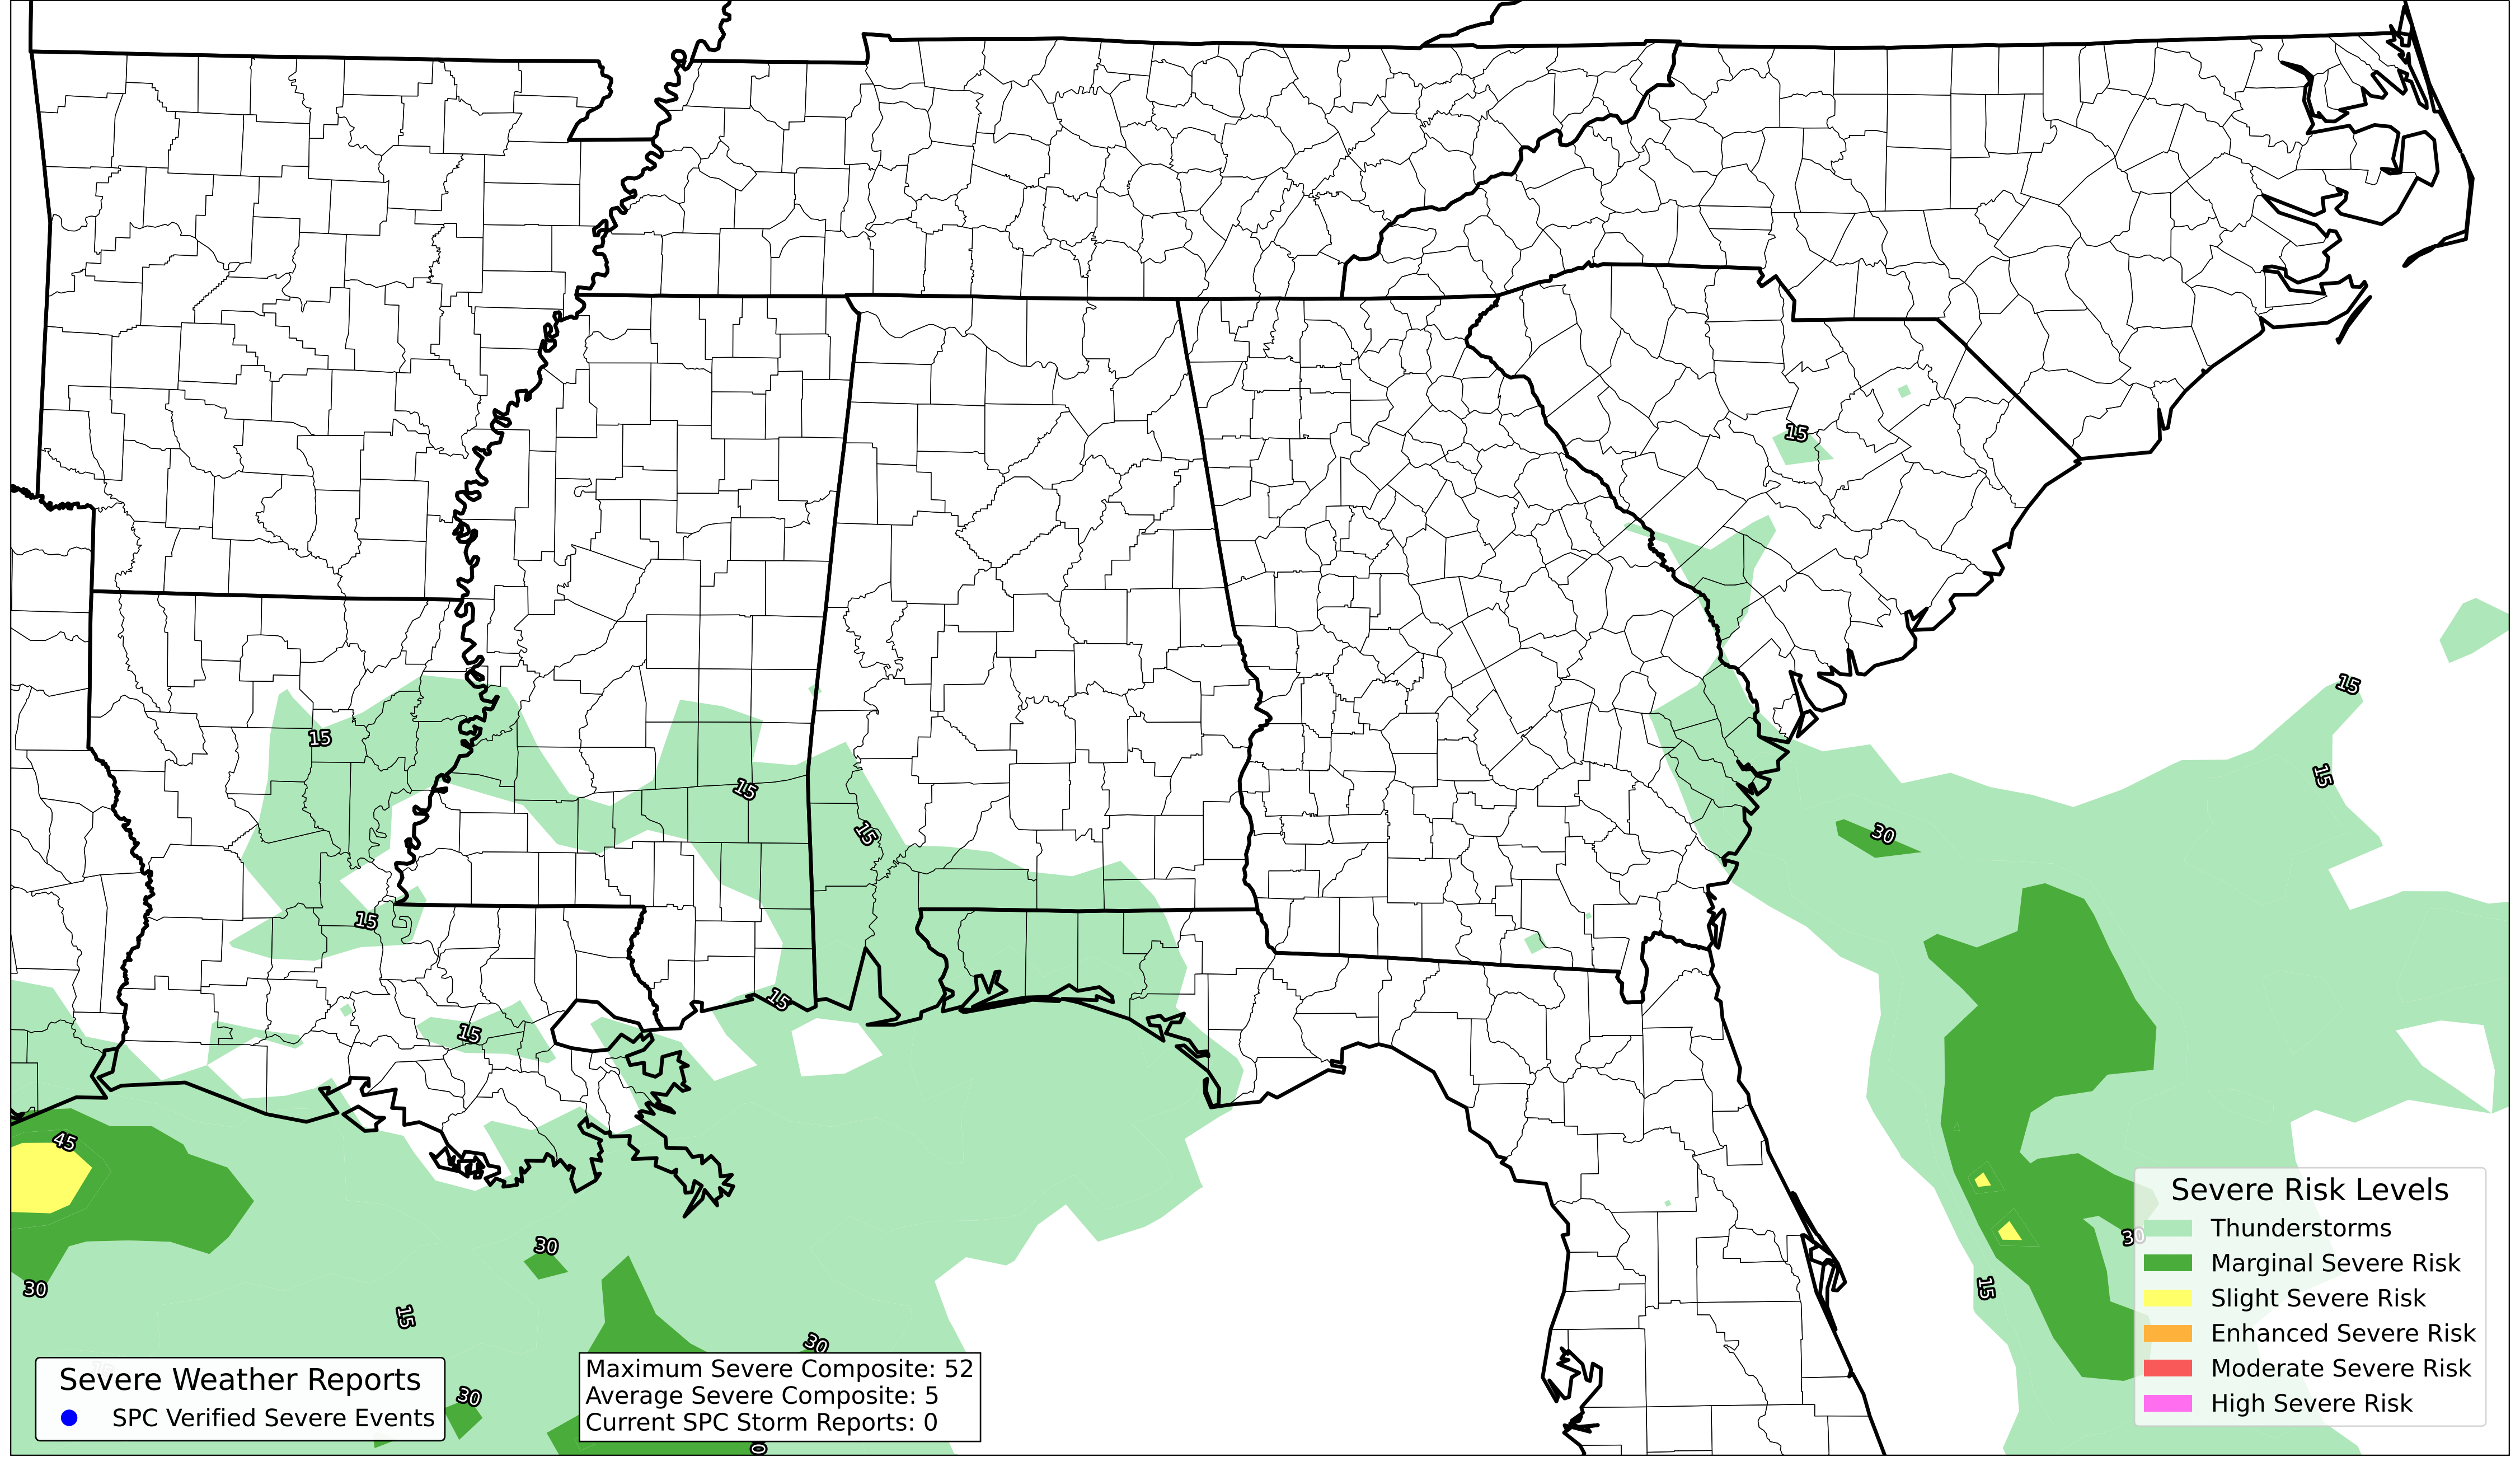 15
15
15
15
30
15
15
15
15
15
15
45
30
30
15
30
30
30
15
Severe Weather Reports
SPC Verified Severe Events
Maximum Severe Composite: 52
Average Severe Composite: 5
Current SPC Storm Reports: 0
Severe Risk Levels
Thunderstorms
Marginal Severe Risk
Slight Severe Risk
Enhanced Severe Risk
Moderate Severe Risk
High Severe Risk